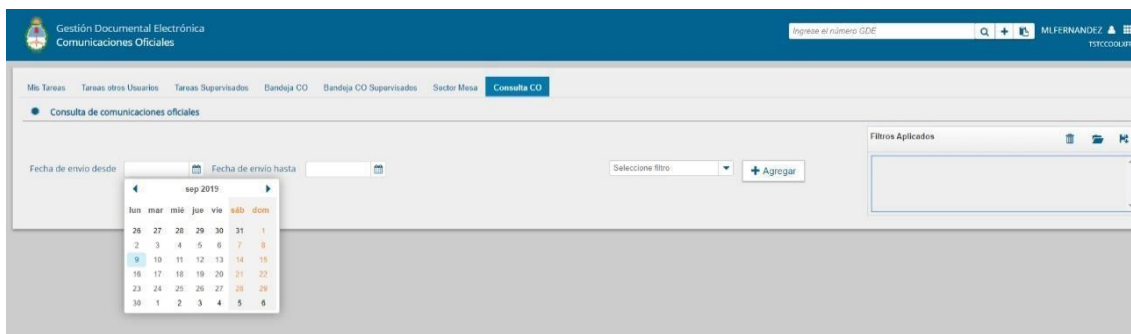 Gestión Documental Electrónica
Comunicaciones Oficiales
Ingrese el número GDE
MLFERNANDEZ
Mis Tareas Tareas otros Usuarios Tareas Supervisados Bandeja CO Bandeja CO Supervisados Sector Mesa Consulta CO
Consulta de comunicaciones oficiales
Filtros Aplicados
Fecha de envío desde Fecha de envío hasta Seleccione filtro Agregar
sep 2019
lun mar mié jue vie sáb dom
26 27 28 29 30 31 1
2 3 4 5 6 7 8
9 10 11 12 13 14 15
16 17 18 19 20 21 22
23 24 25 26 27 28 29
30 1 2 3 4 5 6